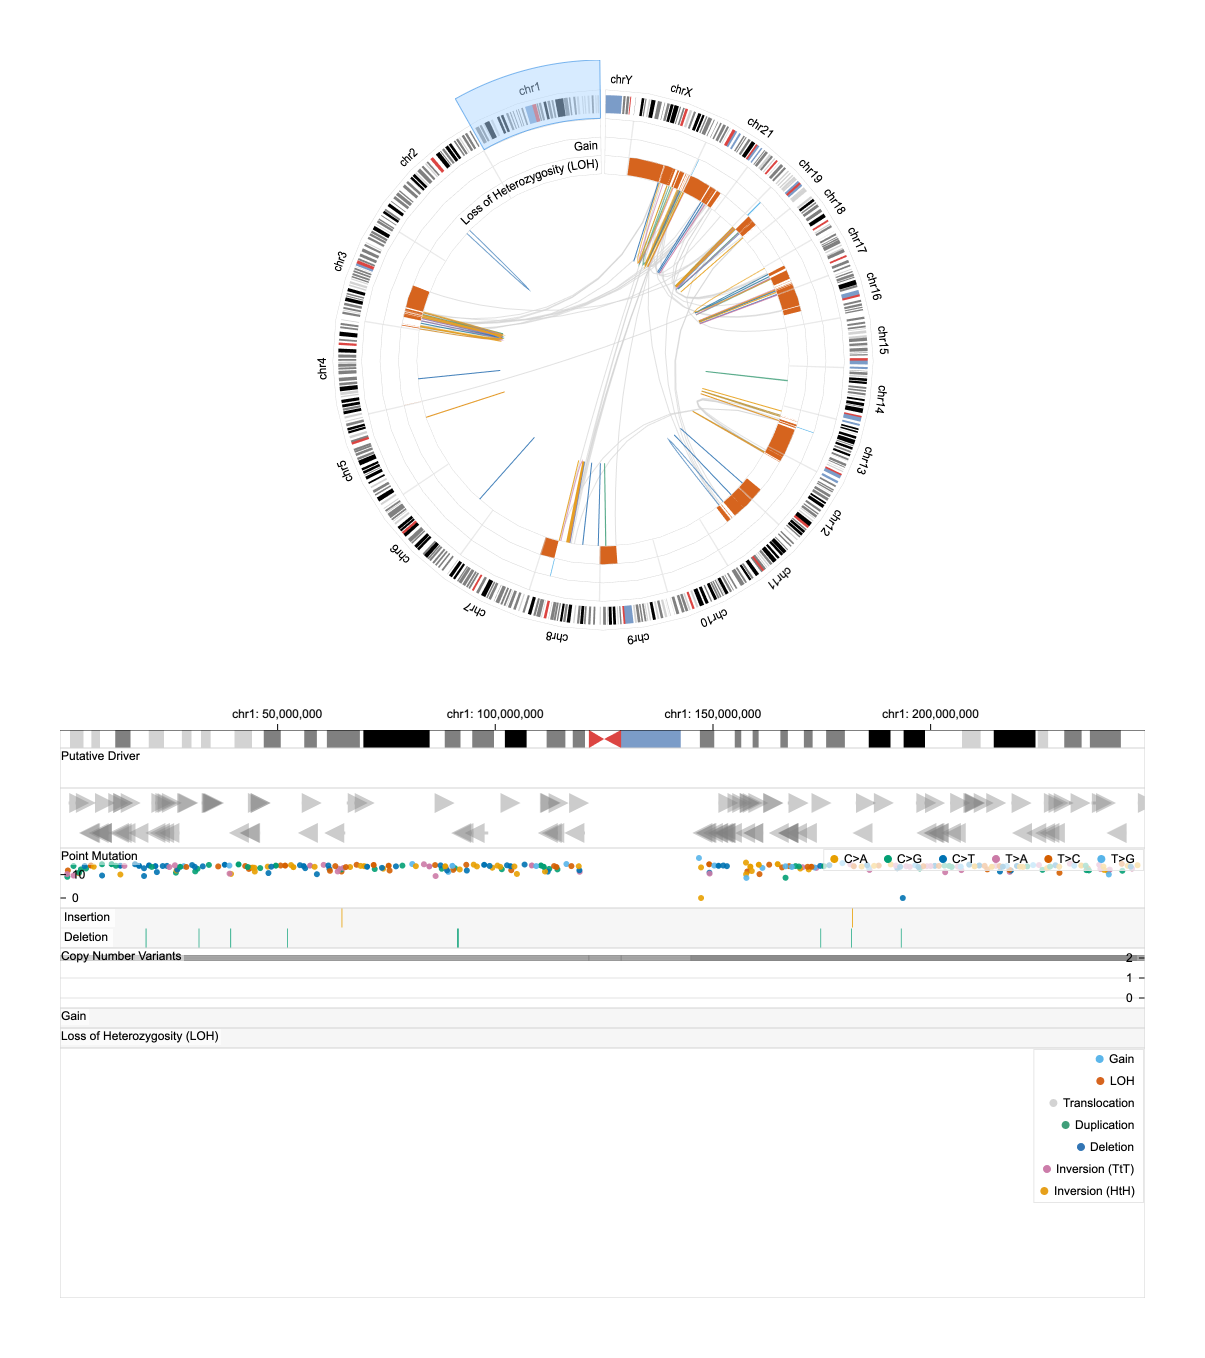 chrY
chrX
chr21
chr19
chr18
chr17
chr16
chr15
chr14
chr13
chr12
chr11
chr10
chr9
chr8
chr7
chr6
chr5
chr4
chr3
chr2
chr1
Gain
Loss of Heterozygosity (LOH)
chr1: 50,000,000
chr1: 100,000,000
chr1: 150,000,000
chr1: 200,000,000
Putative Driver
Point Mutation
C>A
C>G
C>T
T>A
T>C
T>G
10
0
Insertion
Deletion
Copy Number Variants
2
1
0
Gain
Loss of Heterozygosity (LOH)
Gain
LOH
Translocation
Duplication
Deletion
Inversion (TtT)
Inversion (HtH)